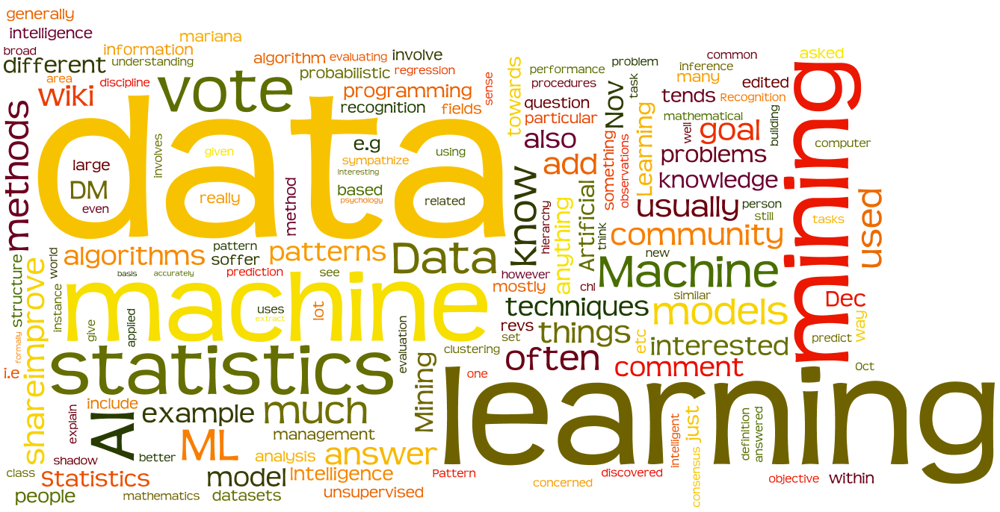 generally
intelligence
mariana
broad
information
different
understanding
algorithm
evaluating
involve
area
discipline
vote
probabilistic
regression
wiki
programming
recognition
fields
sense
towards
performance
procedures
question
particular
also
add
problem
task
Nov
common
inference
many
edited
tends
Recognition
asked
mathematical
well
goal
building
computer
problems
knowledge
Learning
something
observations
usually
person
still
tasks
mining
used
methods
data
large
DM
even
involves
given
really
method
e.g
sympathize
interesting
based
psychology
using
related
know
hierarchy
anything
Artificial
think
community
new
algorithms
pattern
soffer
patterns
Data
however
mostly
chl
Machine
structure
world
basis
accurately
prediction
see
similar
shareimprove
instance
machine
uses
extract
lot
techniques
models
Dec
way
give
applied
evaluation
revs
set
things
etc
interested
predict
formally
i.e
statistics
clustering
often
comment
Oct
one
learning
Mining
include
explain
AI
example
much
management
shadow
better
ML
analysis
answer
intelligent
just
consensus
definition
answered
class
Statistics
model
Intelligence
Pattern
concerned
discovered
objective
within
people
mathematics
datasets
unsupervised